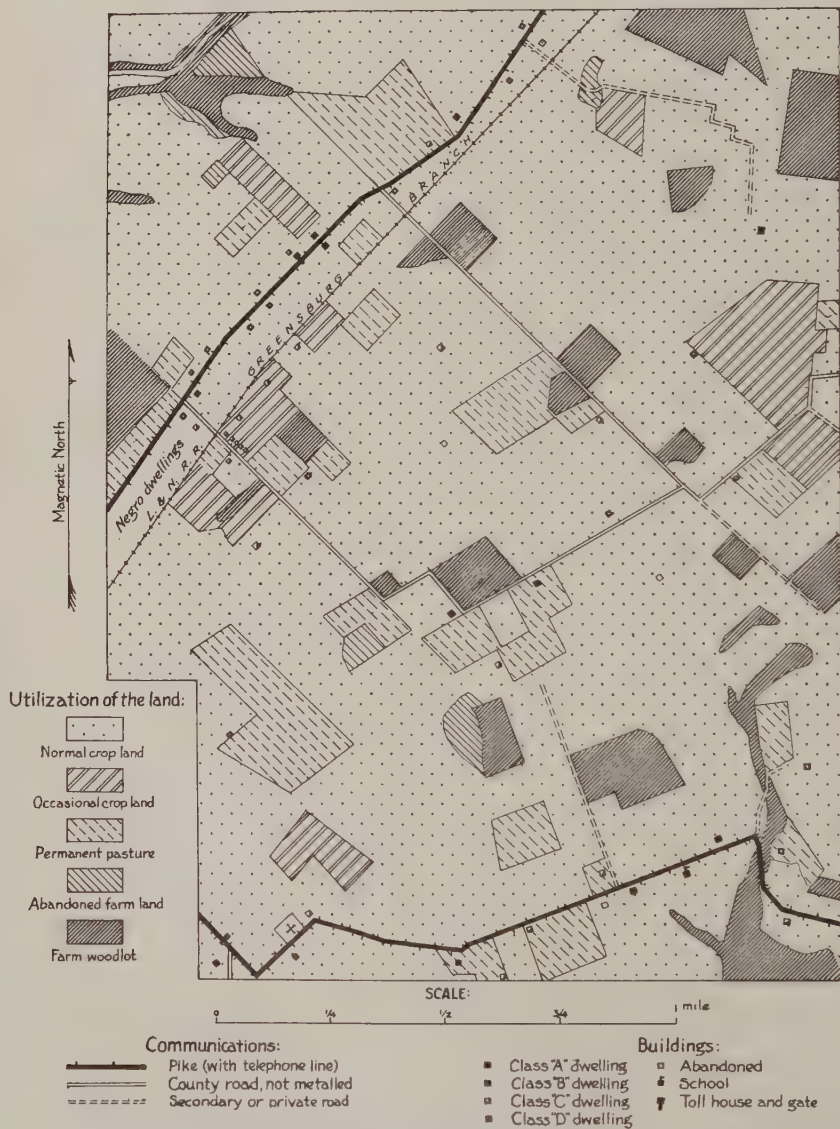 BRANCH
GREENSBURG
L. & N. R. R.
Negro dwellings
Magnetic North
Utilization of the land:
Normal crop land
Occasional crop land
Permanent pasture
Abandoned farm land
Farm woodlot
SCALE:
0 1/4 1/2 3/4 1 mile
Communications:
Pike (with telephone line)
County road, not metalled
Secondary or private road
Buildings:
Class "A" dwelling
Class "B" dwelling
Class "C" dwelling
Class "D" dwelling
Abandoned
School
Toll house and gate